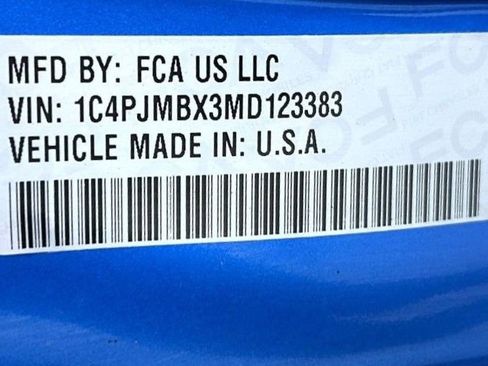 MFD BY: FCA US LLC
VIN: 1C4PJMBX3MD123383
VEHICLE MADE IN: U.S.A.